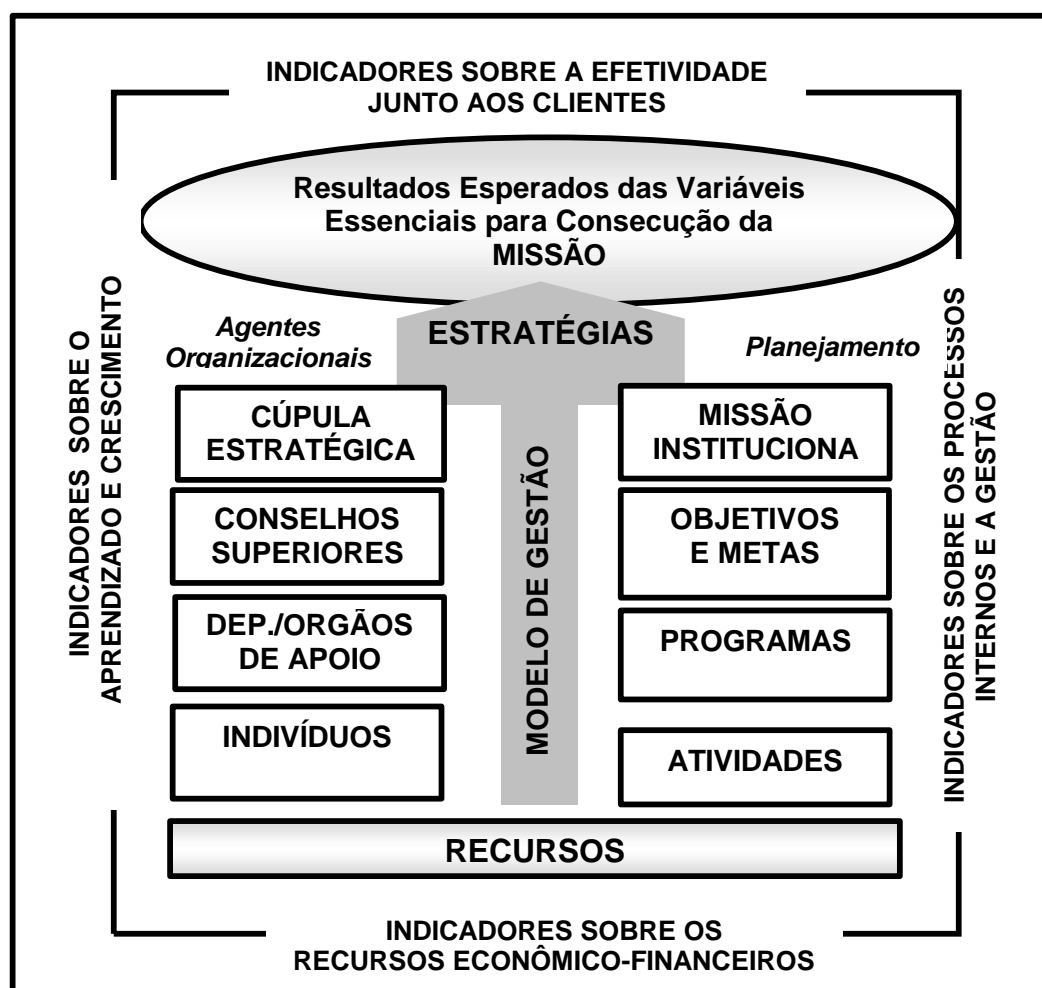 INDICADORES SOBRE A EFETIVIDADE
JUNTO AOS CLIENTES
Resultados Esperados das Variáveis
Essenciais para Consecução da
MISSÃO
INDICADORES SOBRE O
APRENDIZADO E CRESCIMENTO
Agentes
Organizacionais
ESTRATÉGIAS
Planejamento
CÚPULA
ESTRATÉGICA
CONSELHOS
SUPERIORES
DEP./ORGÃOS
DE APOIO
INDIVÍDUOS
MODELO DE GESTÃO
MISSÃO
INSTITUCIONA
OBJETIVOS
E METAS
PROGRAMAS
ATIVIDADES
INDICADORES SOBRE OS PROCESSOS
INTERNOS E A GESTÃO
RECURSOS
INDICADORES SOBRE OS
RECURSOS ECONÔMICO-FINANCEIROS